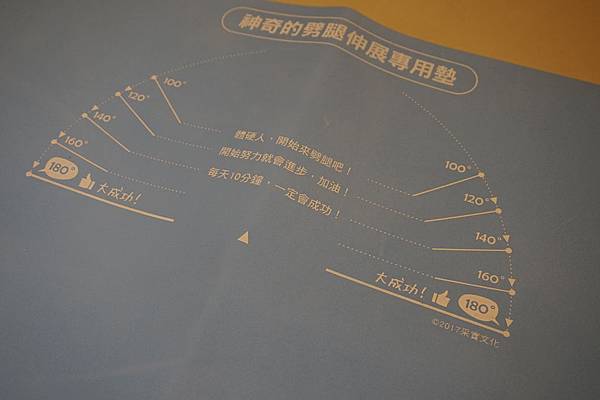 神奇的劈腿伸展專用墊
100°
120°
140°
160°
180°
大成功！
體硬人，開始來劈腿吧！
開始努力就會進步，加油！
每天10分鐘，一定會成功！
100°
120°
140°
160°
大成功！
180°
©2017采實文化